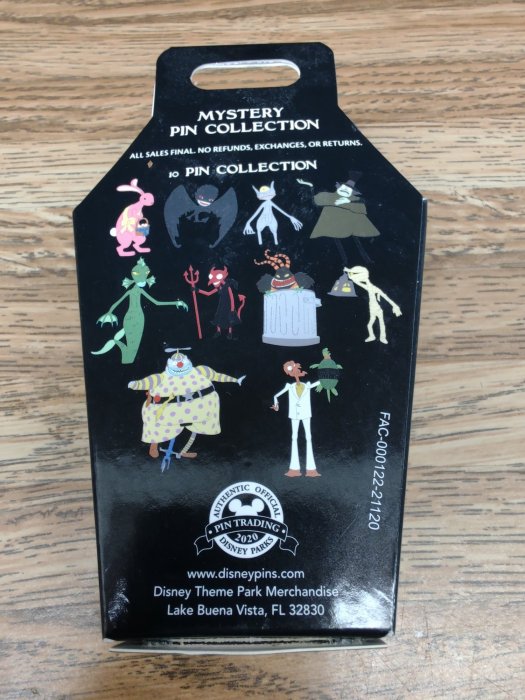 MYSTERY
PIN COLLECTION
ALL SALES FINAL. NO REFUNDS, EXCHANGES, OR RETURNS.
10 PIN COLLECTION
FAC-000122-21120
AUTHENTIC OFFICIAL
PIN TRADING
2020
DISNEY PARKS
www.disneypins.com
Disney Theme Park Merchandise
Lake Buena Vista, FL 32830